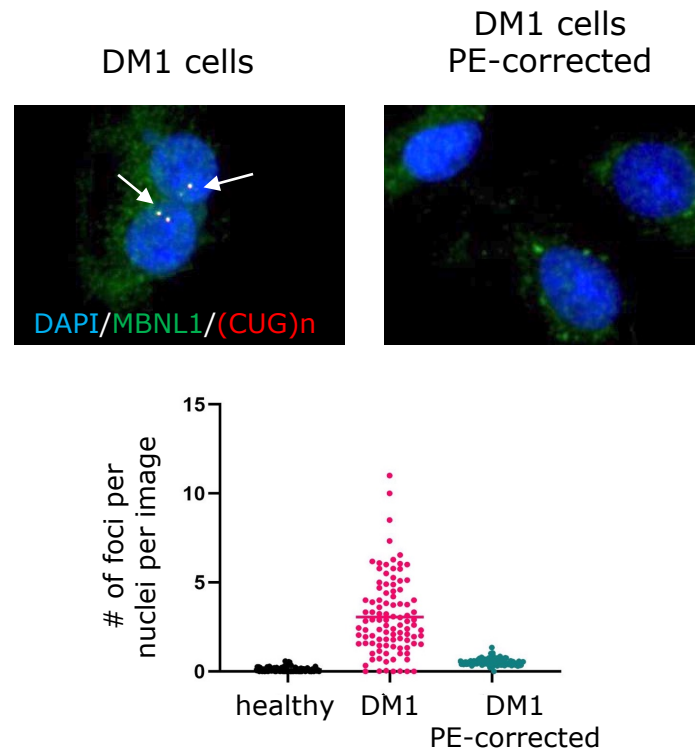 DM1 cells
DM1 cells
PE-corrected
DAPI/MBNL1/(CUG)n
# of foci per
nuclei per image
15
10
5
0
healthy
DM1
DM1
PE-corrected